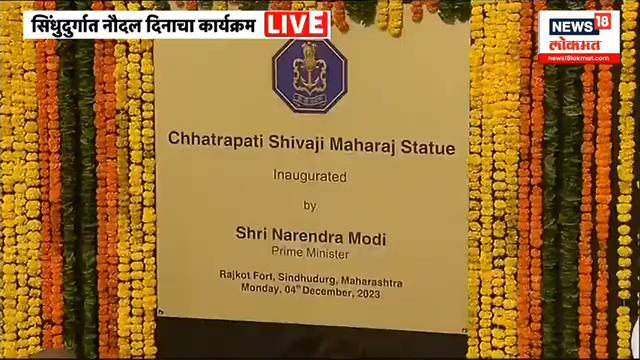 सिंधुदुर्गात नौदल दिनाचा कार्यक्रम LIVE
NEWS18
लोकमत
news18lokmat.com
Chhatrapati Shivaji Maharaj Statue
Inaugurated
by
Shri Narendra Modi
Prime Minister
Rajkot Fort, Sindhudurg, Maharashtra
Monday, 04th December, 2023